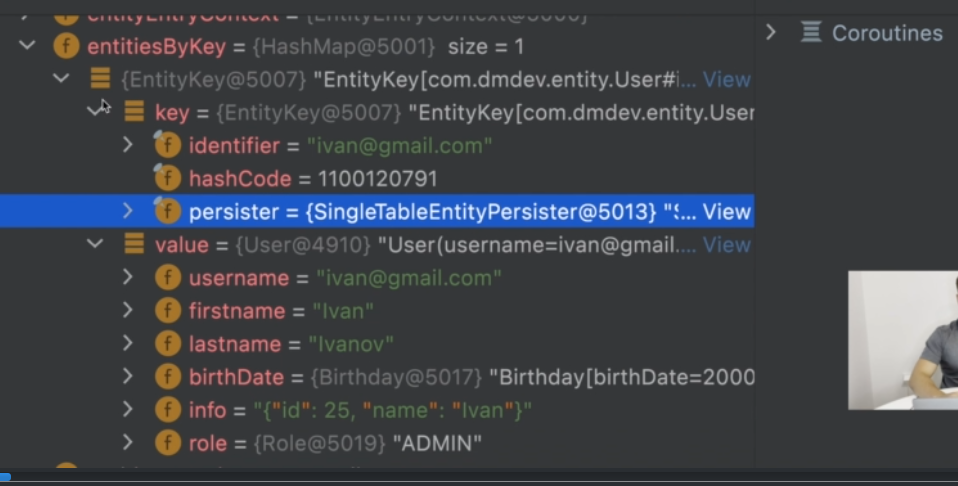 entityEntryContext = {EntityEntryContext@5000}
entitiesByKey = {HashMap@5001} size = 1
{EntityKey@5007} "EntityKey[com.dmdev.entity.User#i... View
key = {EntityKey@5007} "EntityKey[com.dmdev.entity.User
f identifier = "ivan@gmail.com"
f hashCode = 1100120791
f persister = {SingleTableEntityPersister@5013} "S... View
value = {User@4910} "User(username=ivan@gmail.... View
f username = "ivan@gmail.com"
f firstname = "Ivan"
f lastname = "Ivanov"
f birthDate = {Birthday@5017} "Birthday[birthDate=2000
f info = "{"id": 25, "name": "Ivan"}"
f role = {Role@5019} "ADMIN"
Coroutines